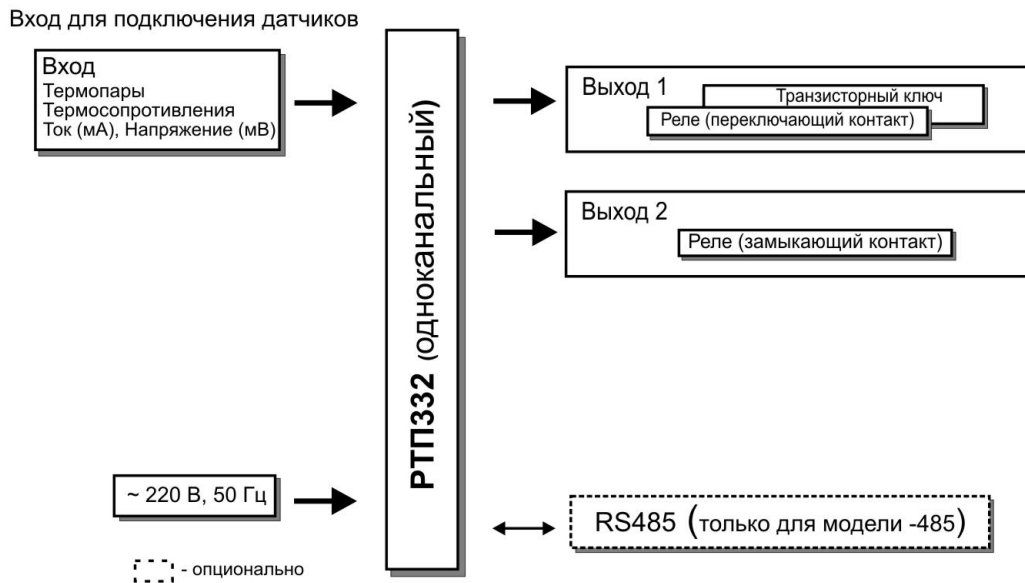 Вход для подключения датчиков
Вход
Термопары
Термосопротивления
Ток (мА), Напряжение (мВ)
~ 220 В, 50 Гц
- опционально
РТП332 (одноканальный)
Выход 1
Транзисторный ключ
Реле (переключающий контакт)
Выход 2
Реле (замыкающий контакт)
RS485 (только для модели -485)